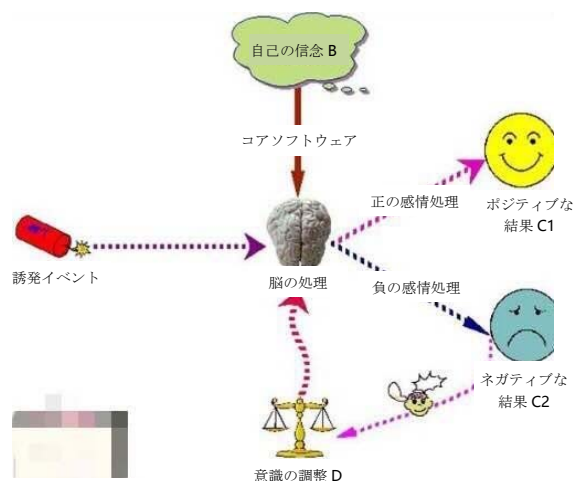 自己の信念 B
コアソフトウェア
正の感情処理
ポジティブな
結果 C1
誘発イベント
脳の処理
負の感情処理
ネガティブな
結果 C2
意識の調整 D